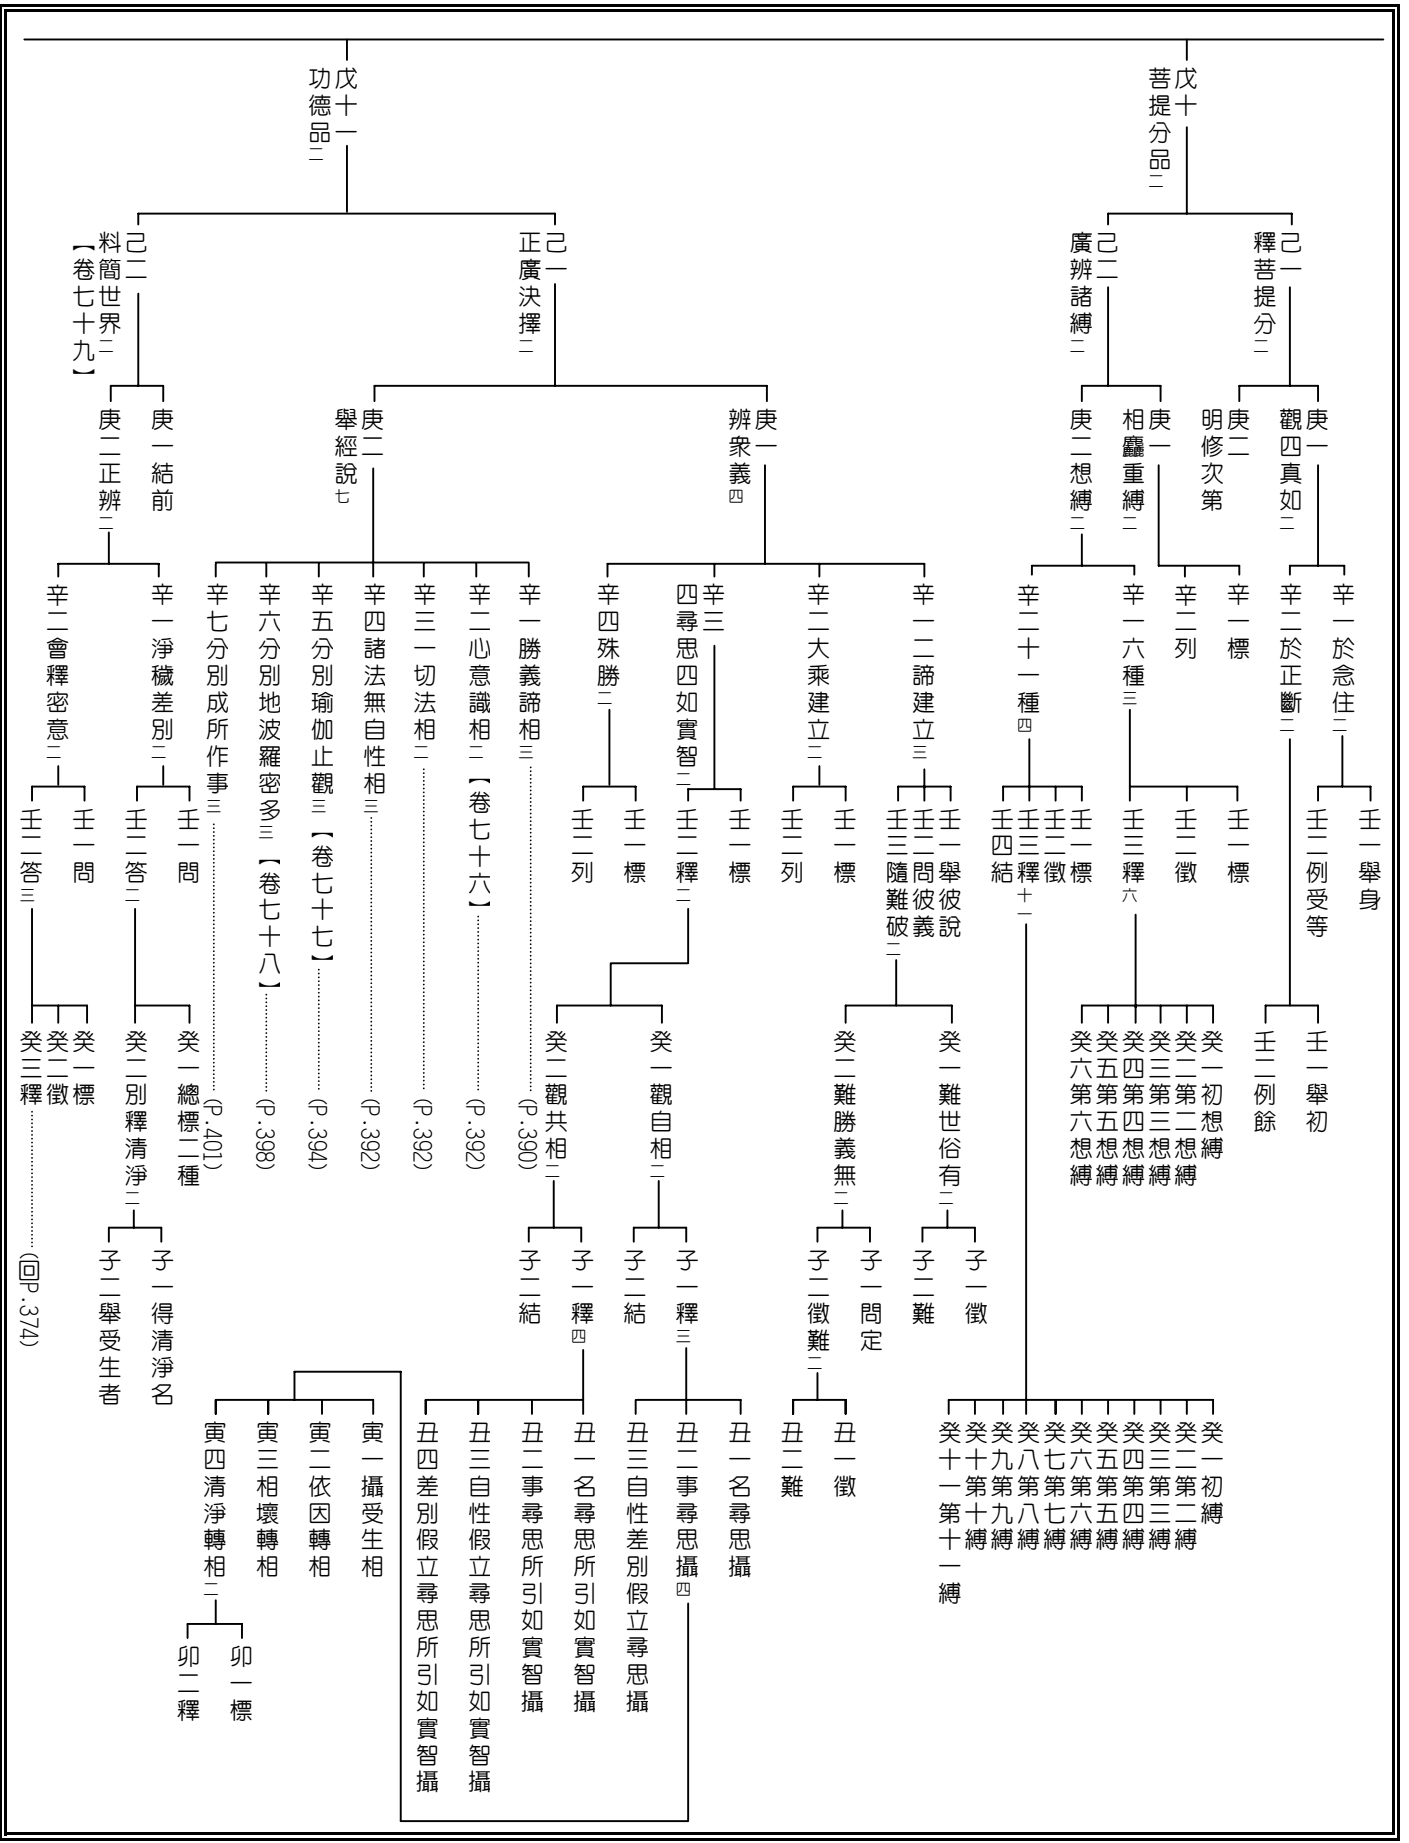 戊十
菩提分品二
戊十一
功德品二
己一
釋菩提分二
己二
廣辨諸縛二
己一
正廣決擇二
己二
料簡世界二
【卷七十九】
庚一
觀四真如二
庚二
明修次第
庚一
相麤重縛二
庚二想縛二
庚一
辨衆義四
庚二
舉經說七
庚一結前
庚二正辨二
辛一於念住二
辛二於正斷二
辛一標
辛二列
辛一六種三
辛二十一種四
辛一二諦建立三
辛二大乘建立二
辛三
四尋思四如實智二
辛四殊勝二
辛一勝義諦相三(P.390)
辛二心意識相二【卷七十六】(P.392)
辛三一切法相二(P.392)
辛四諸法無自性相三(P.392)
辛五分別瑜伽止觀三【卷七十七】(P.394)
辛六分別地波羅密多三【卷七十八】(P.398)
辛七分別成所作事三(P.401)
辛一淨穢差別二
辛二會釋密意二
壬一舉身
壬二例受等
壬一標
壬二徵
壬三釋六
壬一標
壬二徵
壬三釋十一
壬四結
壬一舉彼說
壬二問彼義
壬三隨難破二
壬一標
壬二列
壬一標
壬二釋二
壬一標
壬二列
壬一問
壬二答二
壬一問
壬二答三
壬一舉初
壬二例餘
癸一初想縛
癸二第二想縛
癸三第三想縛
癸四第四想縛
癸五第五想縛
癸六第六想縛
癸一難世俗有二
癸二難勝義無二
癸一觀自相二
癸二觀共相二
癸一總標二種
癸二別釋清淨二
癸一標
癸二徵
癸三釋(回P.374)
子一徵
子二難
子一問定
子二徵難二
子一釋三
子二結
子一釋四
子二結
子一得清淨名
子二舉受生者
癸一初縛
癸二第二縛
癸三第三縛
癸四第四縛
癸五第五縛
癸六第六縛
癸七第七縛
癸八第八縛
癸九第九縛
癸十第十縛
癸十一第十一縛
丑一徵
丑二難
丑一名尋思攝
丑二事尋思攝四
丑三自性差別假立尋思攝
丑一名尋思所引如實智攝
丑二事尋思所引如實智攝
丑三自性假立尋思所引如實智攝
丑四差別假立尋思所引如實智攝
寅一攝受生相
寅二依因轉相
寅三相壞轉相
寅四清淨轉相二
卯一標
卯二釋